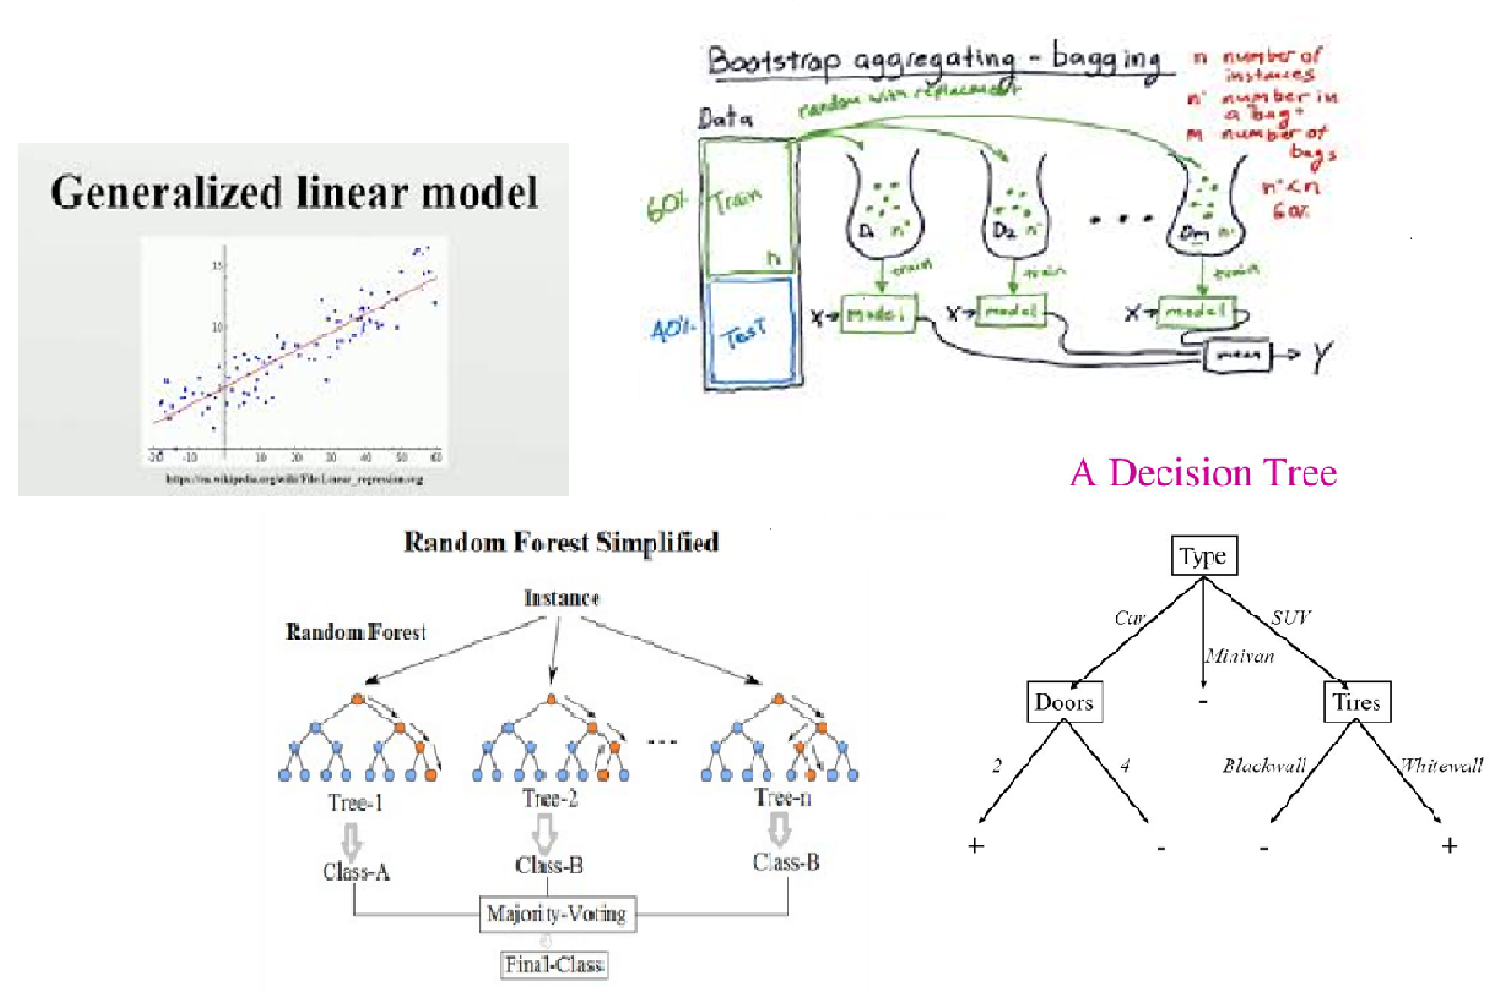 Generalized linear model
15
10
-20 -10 10 20 30 40 50 60
https://en.wikipedia.org/wiki/File:Linear_regression.svg
Bootstrap aggregating - bagging
random with replacement
Data
60%
Train
n
40%
Test
D1 n'
D2 n'
Dm n'
train
train
train
X
model
X
model
X
model
mean
Y
n number of
instances
n' number in
a bag
m number of
bags
n'<n
60%
Random Forest Simplified
Instance
Random Forest
Tree-1
Tree-2
Tree-n
Class-A
Class-B
Class-B
Majority-Voting
Final-Class
A Decision Tree
Type
Car
Minivan
SUV
Doors
-
Tires
2
4
Blackwall
Whitewall
+
-
-
+